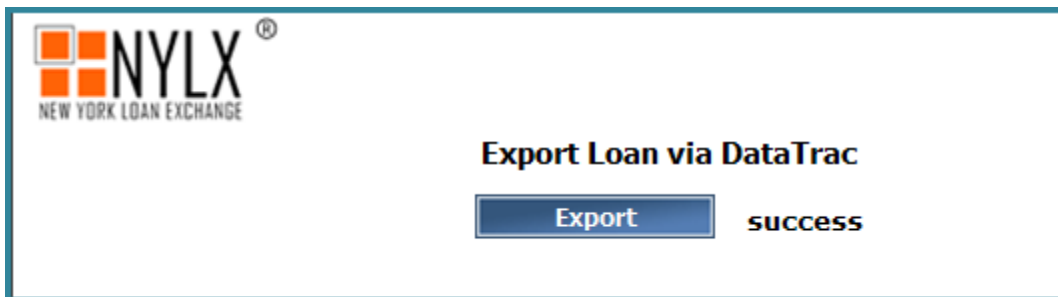 NYLX ®
NEW YORK LOAN EXCHANGE
Export Loan via DataTrac
Export success